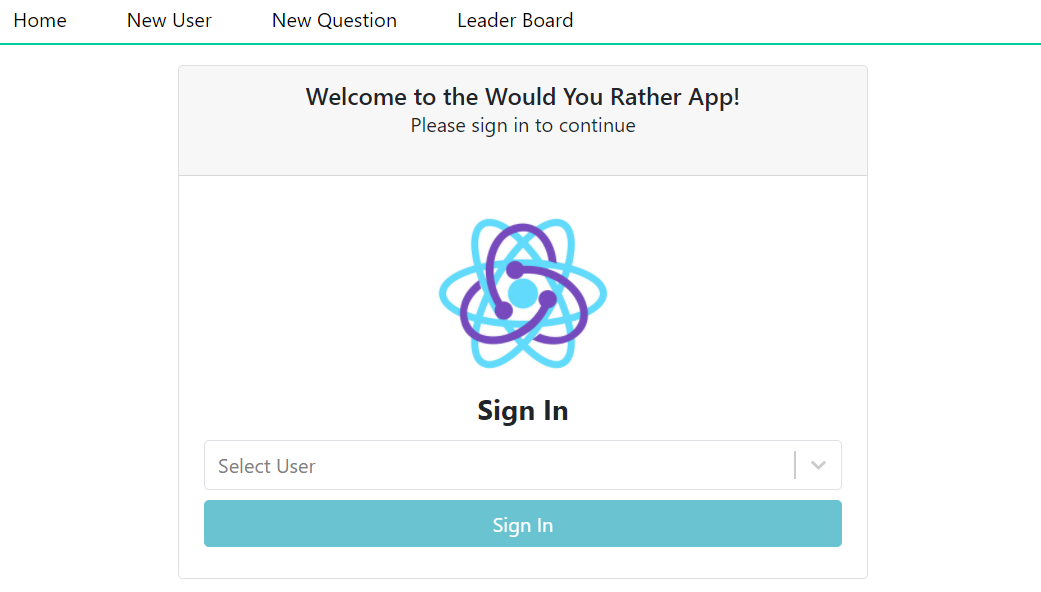 Home New User New Question Leader Board
Welcome to the Would You Rather App!
Please sign in to continue
Sign In
Select User
Sign In